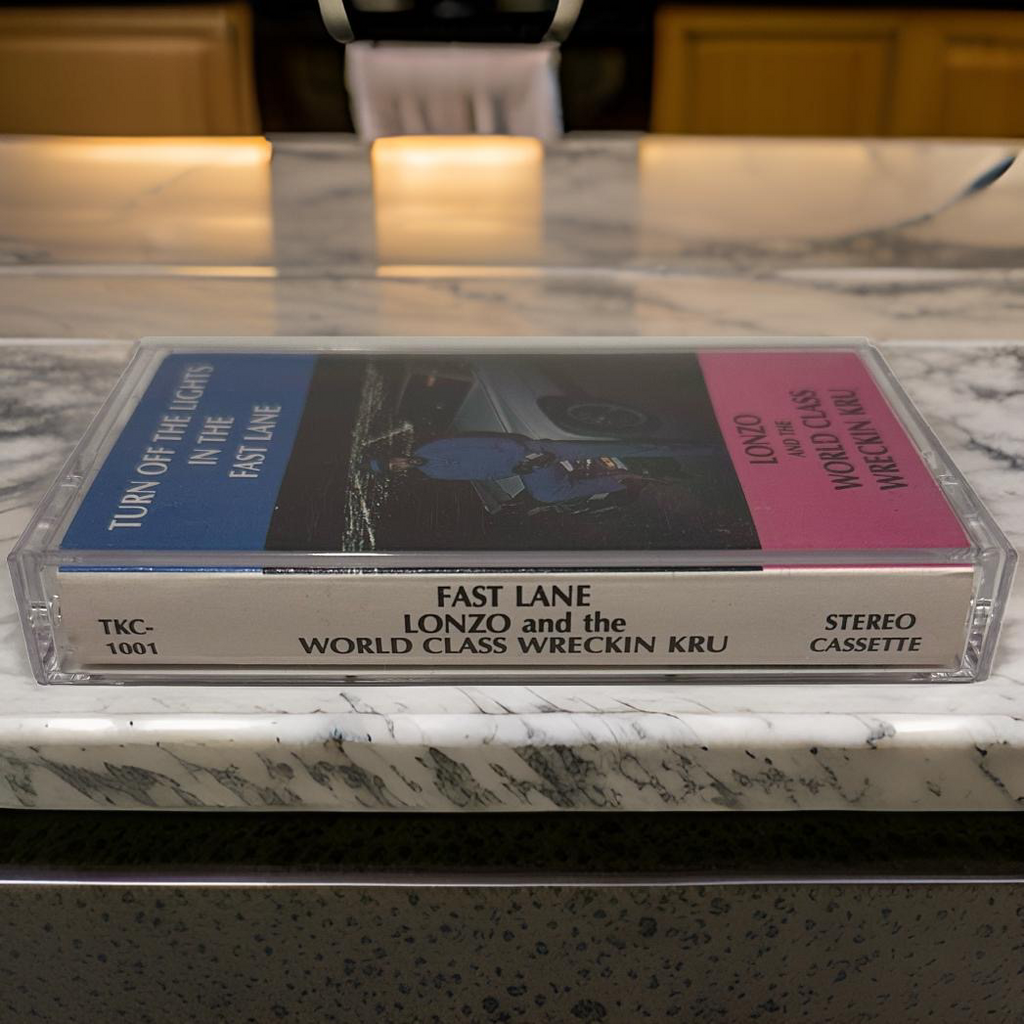 TURN OFF THE LIGHTS
IN THE
FAST LANE
LONZO
AND THE
WORLD CLASS
WRECKIN KRU
TKC-
1001
FAST LANE
LONZO and the
WORLD CLASS WRECKIN KRU
STEREO
CASSETTE